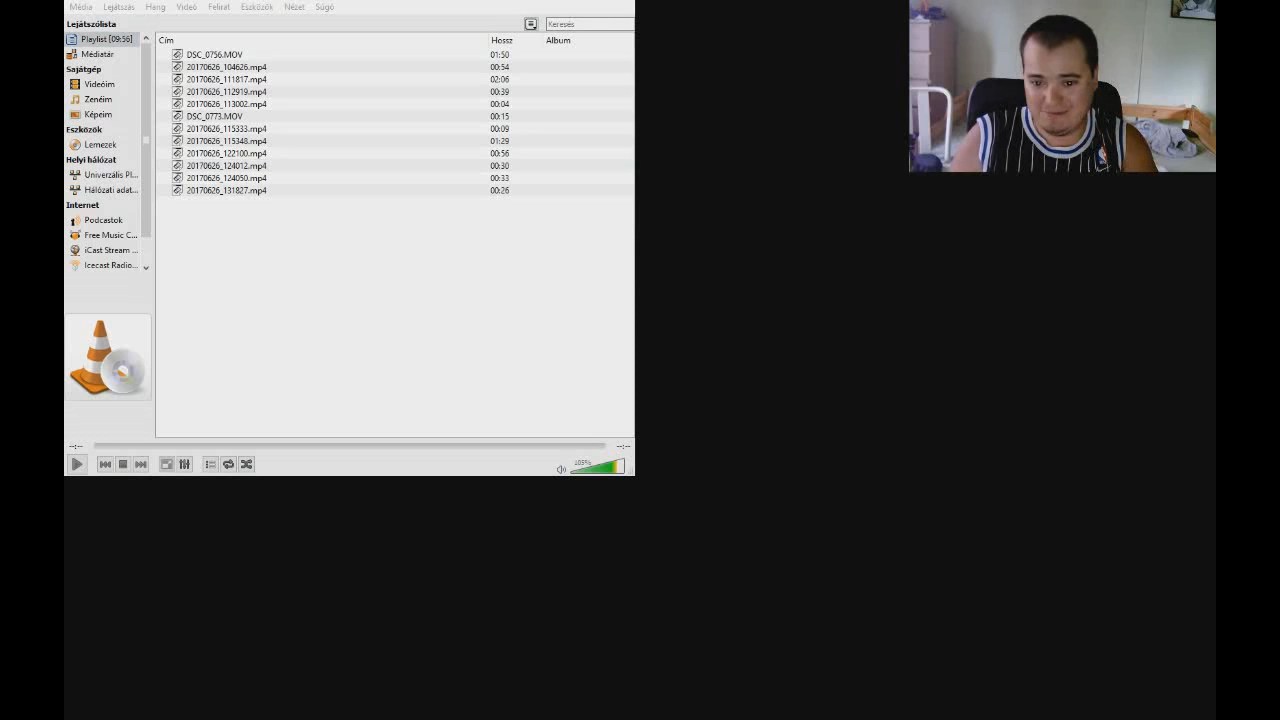 Média Lejátszás Hang Videó Felirat Eszközök Nézet Súgó
Lejátszólista
Keresés
Playlist [09:56]
Cím Hossz Album
Médiatár
DSC_0756.MOV 01:50
Sajátgép
20170626_104626.mp4 00:54
Videóim
20170626_111817.mp4 02:06
Zenéim
20170626_112919.mp4 00:39
Képeim
20170626_113002.mp4 00:04
DSC_0773.MOV 00:15
Eszközök
20170626_115333.mp4 00:09
Lemezek
20170626_115348.mp4 01:29
Helyi hálózat
20170626_122100.mp4 00:56
20170626_124012.mp4 00:30
Univerzális Pl...
20170626_124050.mp4 00:33
Hálózati adat...
20170626_131827.mp4 00:26
Internet
Podcastok
Free Music C...
iCast Stream ...
Icecast Radio...
--:-- --:--
105%